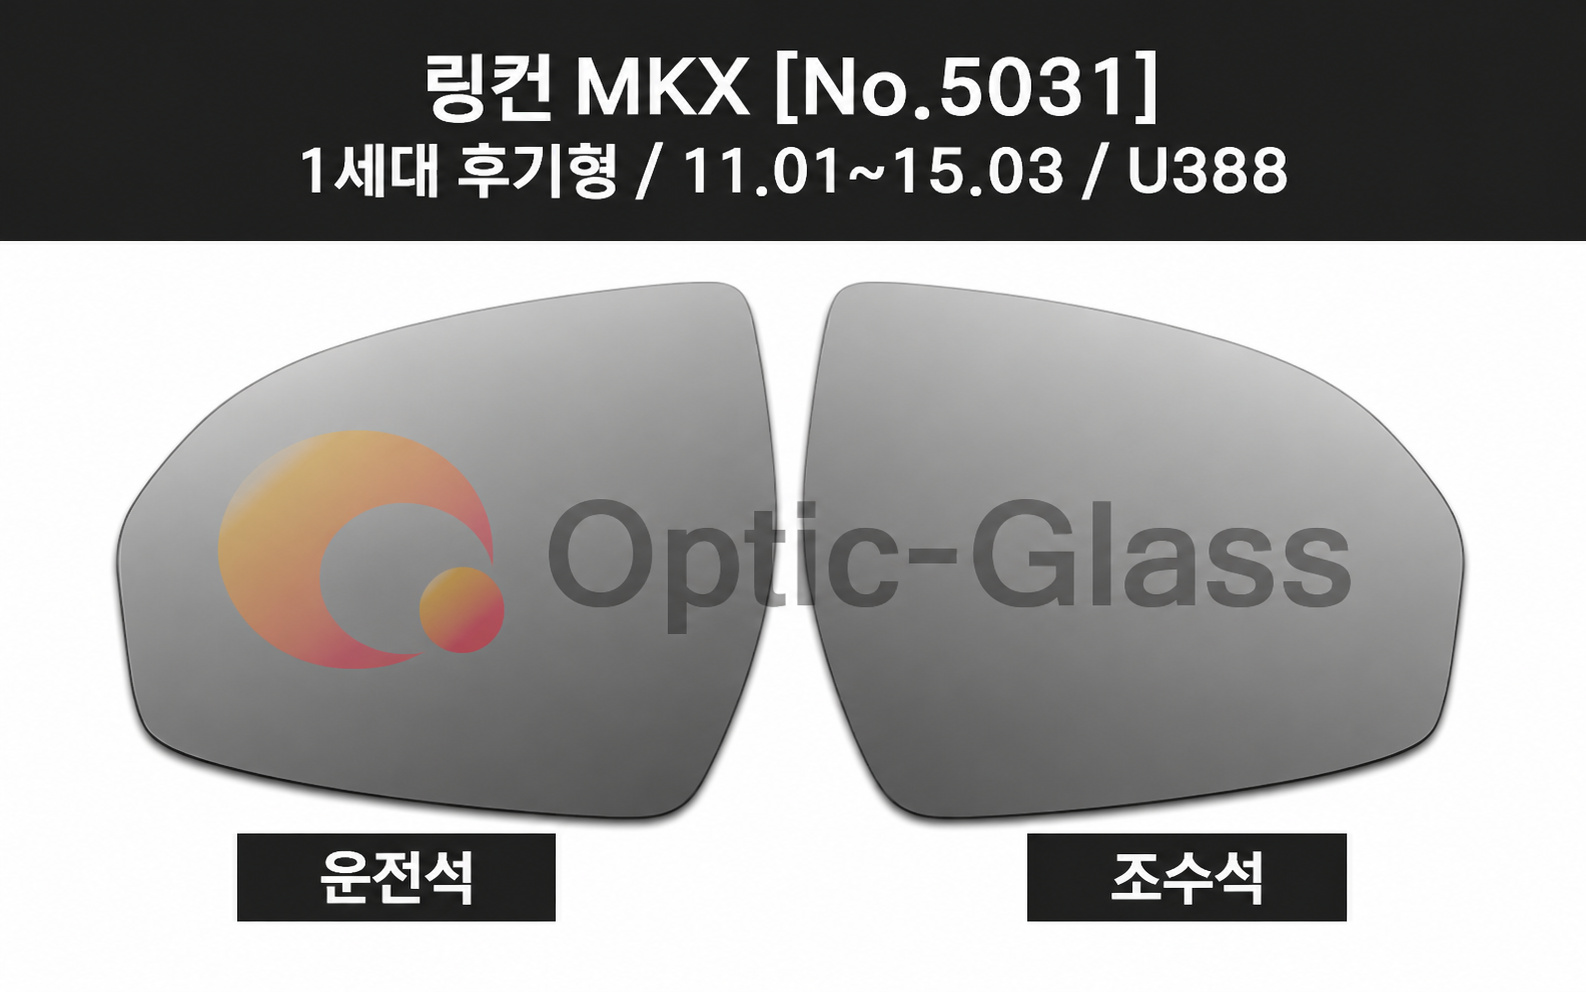 링컨 MKX [No.5031]
1세대 후기형 / 11.01~15.03 / U388
Optic-Glass
운전석
조수석